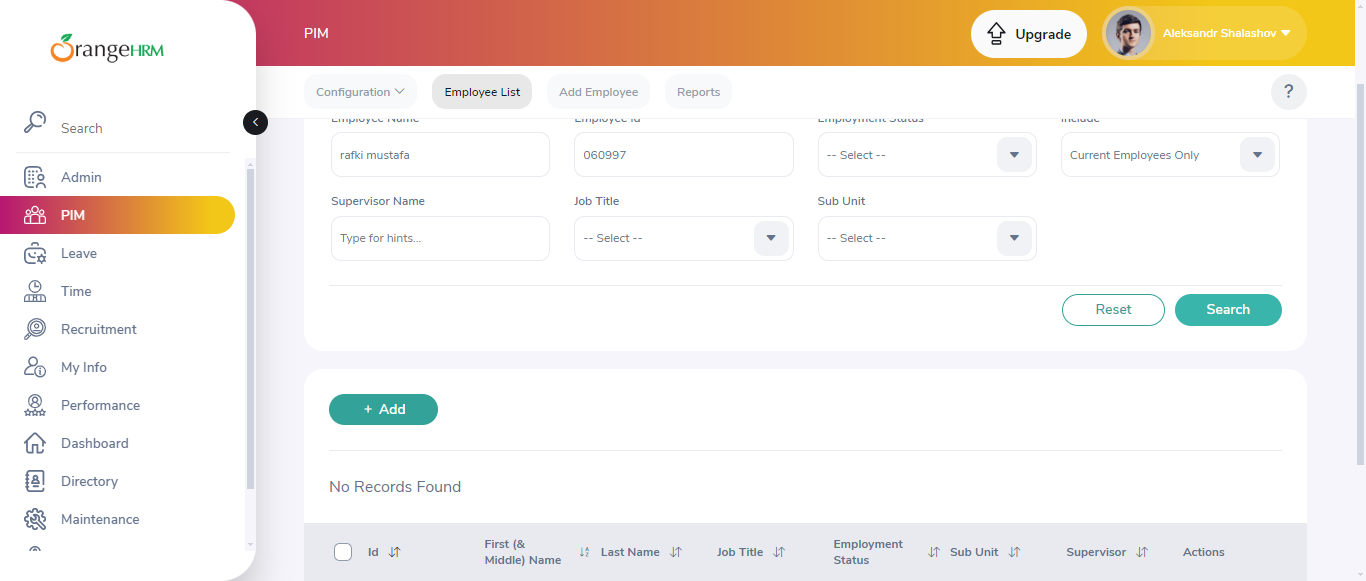 OrangeHRM
PIM
Upgrade
Aleksandr Shalashov
Search
Configuration
Employee List
Add Employee
Reports
?
Admin
PIM
Leave
Time
Recruitment
My Info
Performance
Dashboard
Directory
Maintenance
Employee Name
Employee Id
Employment Status
Include
rafki mustafa
060997
-- Select --
Current Employees Only
Supervisor Name
Job Title
Sub Unit
Type for hints...
-- Select --
-- Select --
Reset
Search
+ Add
No Records Found
Id
First (& Middle) Name
Last Name
Job Title
Employment Status
Sub Unit
Supervisor
Actions